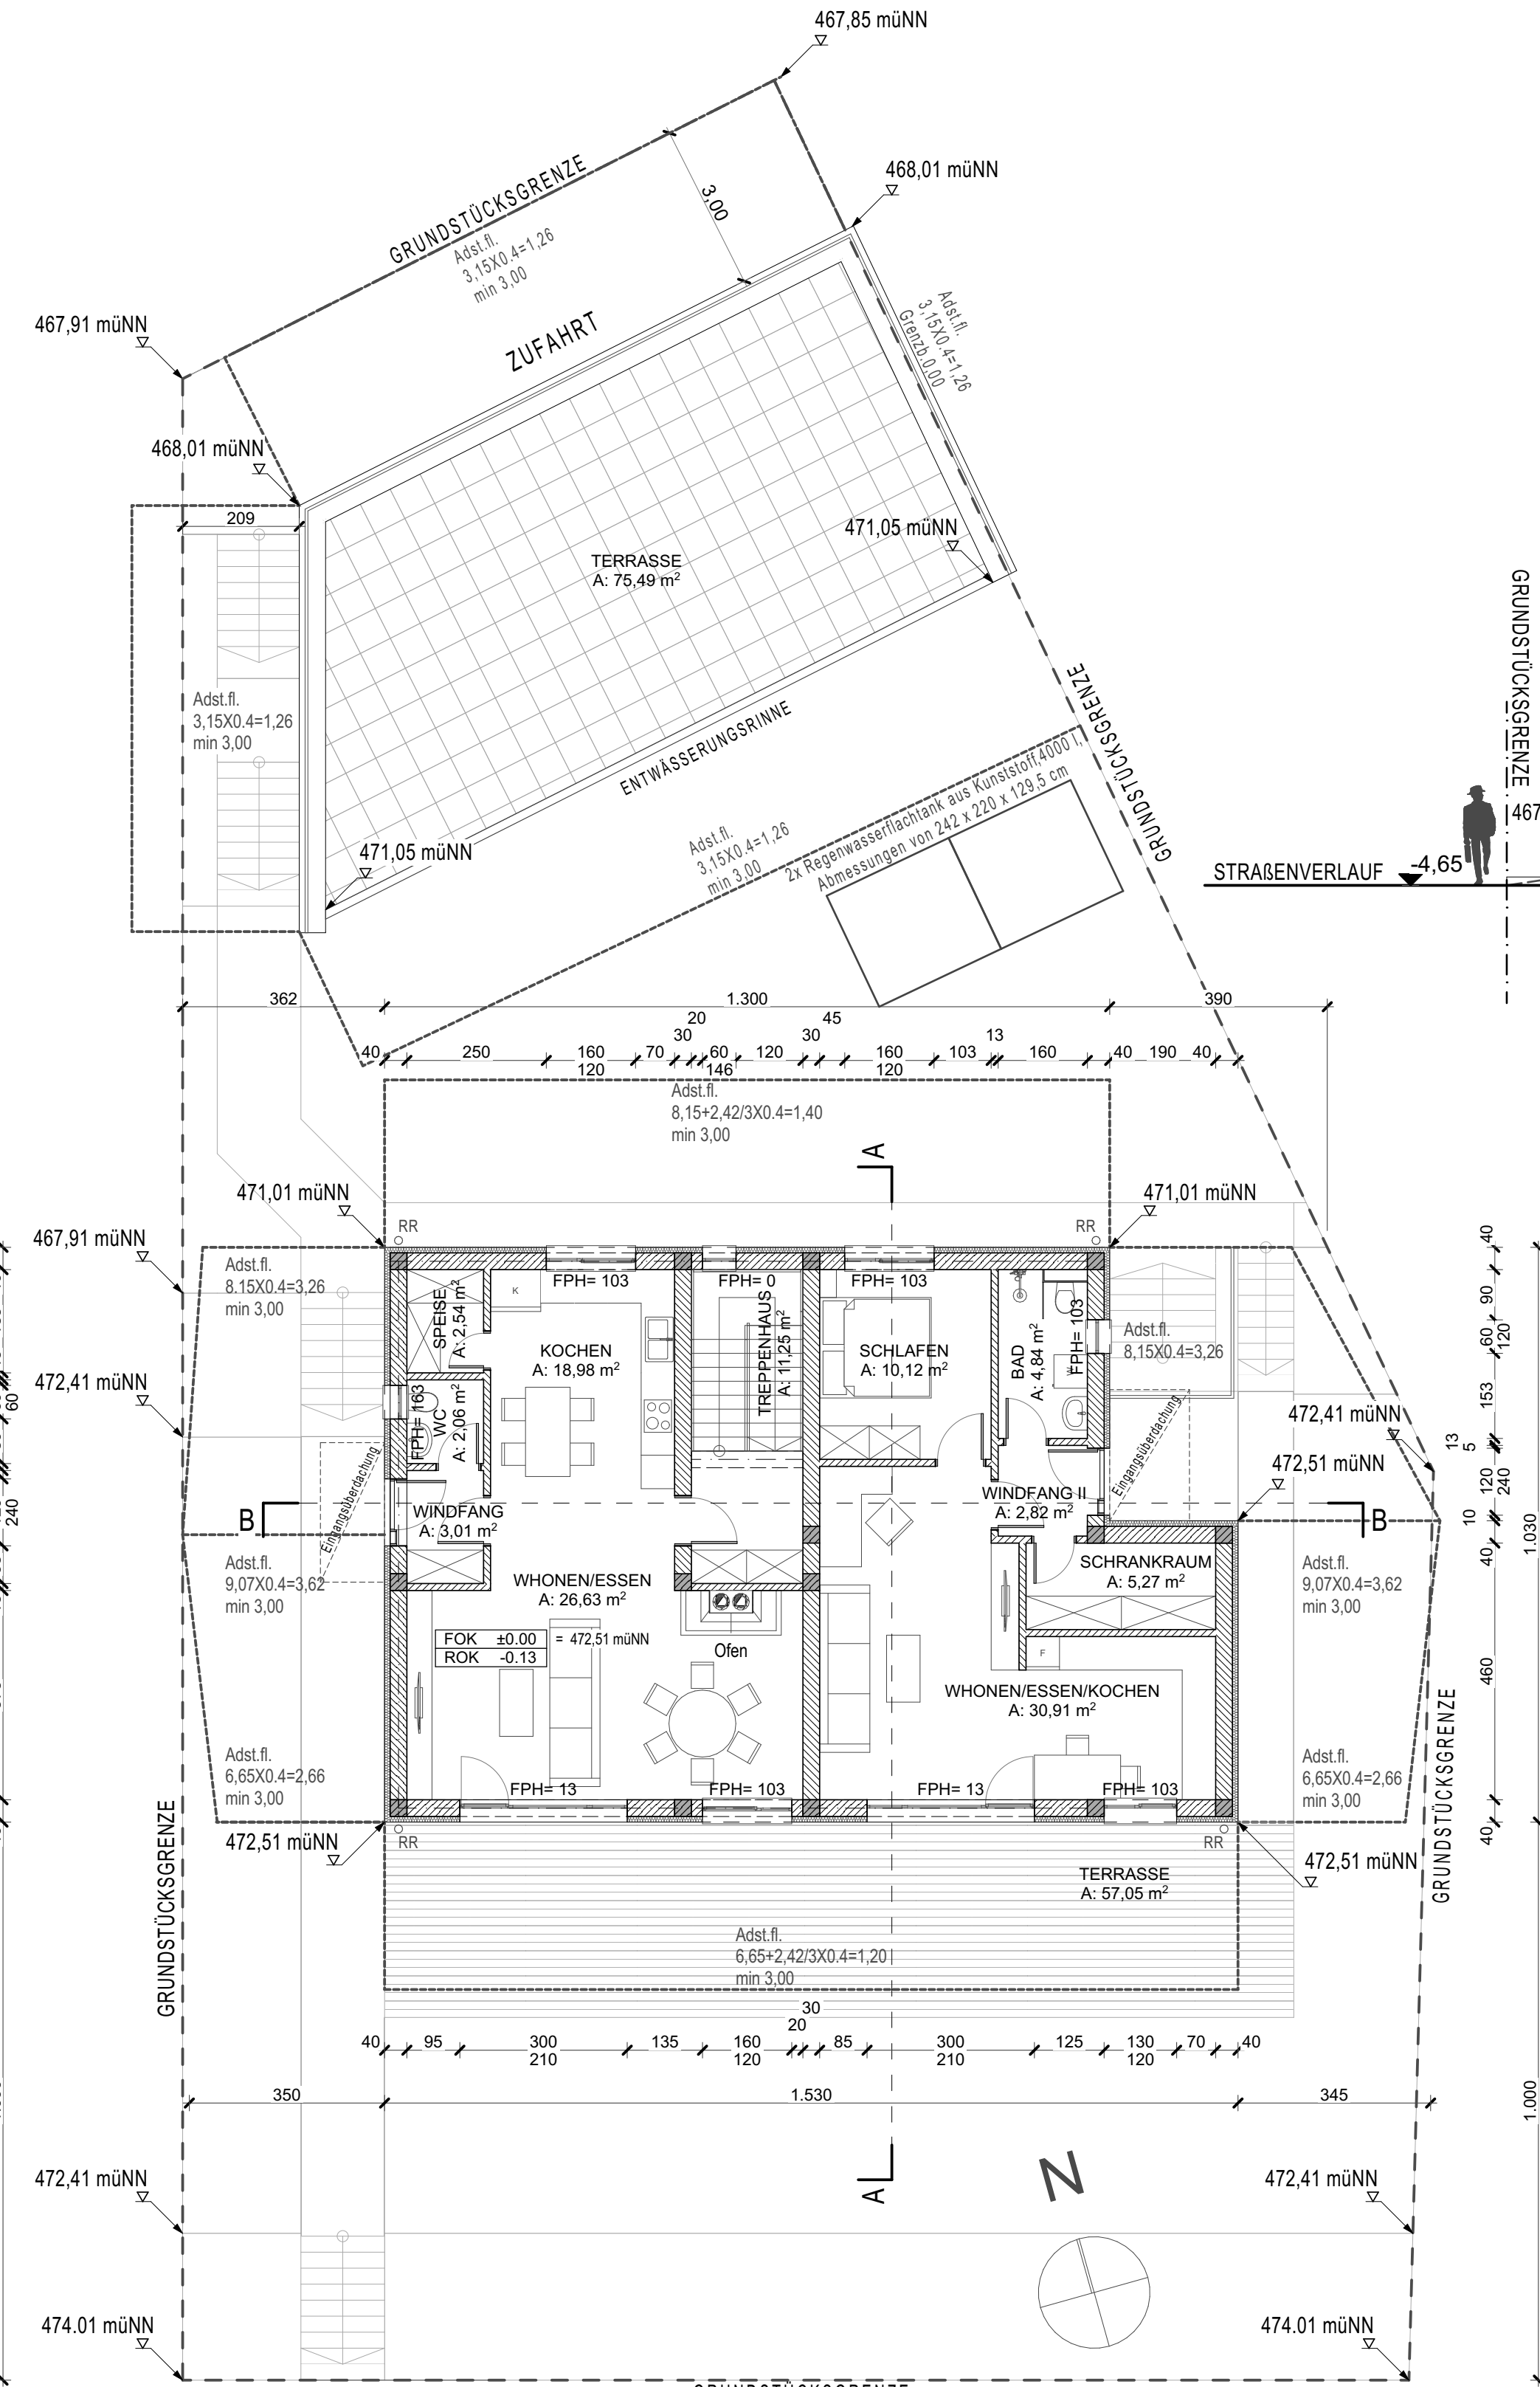 467,85 müNN
468,01 müNN
GRUNDSTÜCKSGRENZE
Adst.fl.
3,15X0.4=1,26
min 3,00
3,00
467,91 müNN
ZUFAHRT
Adst.fl.
3,15X0.4=1,26
Grenzb.0.00
468,01 müNN
209
TERRASSE
A: 75,49 m²
471,05 müNN
Adst.fl.
3,15X0.4=1,26
min 3,00
ENTWÄSSERUNGSRINNE
GRUNDSTÜCKSGRENZE
GRUNDSTÜCKSGRENZE
467
STRAßENVERLAUF
-4,65
471,05 müNN
Adst.fl.
3,15X0.4=1,26
min 3,00
2x Regenwasserflachtank aus Kunststoff,4000 l,
Abmessungen von 242 x 220 x 129,5 cm
362
1.300
390
20
45
30
30
13
40
250
160
70
60
120
160
103
160
40
190
40
120
146
120
Adst.fl.
8,15+2,42/3X0.4=1,40
min 3,00
A
471,01 müNN
471,01 müNN
RR
RR
467,91 müNN
Adst.fl.
8.15X0.4=3,26
min 3,00
FPH= 103
FPH= 0
FPH= 103
K
SPEISE
A: 2,54 m²
KOCHEN
A: 18,98 m²
TREPPENHAUS
A: 11,25 m²
SCHLAFEN
A: 10,12 m²
BAD
A: 4,84 m²
FPH= 103
Adst.fl.
8,15X0.4=3,26
472,41 müNN
FPH= 163
WC
A: 2,06 m²
472,41 müNN
Eingangsüberdachung
Eingangsüberdachung
472,51 müNN
B
WINDFANG
A: 3,01 m²
WINDFANG II
A: 2,82 m²
B
Adst.fl.
9,07X0.4=3,62
min 3,00
WHONEN/ESSEN
A: 26,63 m²
SCHRANKRAUM
A: 5,27 m²
Adst.fl.
9,07X0.4=3,62
min 3,00
FOK ±0.00 = 472,51 müNN
ROK -0.13
Ofen
F
WHONEN/ESSEN/KOCHEN
A: 30,91 m²
Adst.fl.
6,65X0.4=2,66
min 3,00
Adst.fl.
6,65X0.4=2,66
min 3,00
FPH= 13
FPH= 103
FPH= 13
FPH= 103
GRUNDSTÜCKSGRENZE
GRUNDSTÜCKSGRENZE
472,51 müNN
RR
RR
472,51 müNN
TERRASSE
A: 57,05 m²
Adst.fl.
6,65+2,42/3X0.4=1,20
min 3,00
30
20
40
95
300
135
160
85
300
125
130
70
40
210
120
210
120
350
1.530
345
A
N
472,41 müNN
472,41 müNN
474.01 müNN
474.01 müNN
40
90
60
120
153
13
5
120
240
10
40
460
40
1.030
1.000
60
240